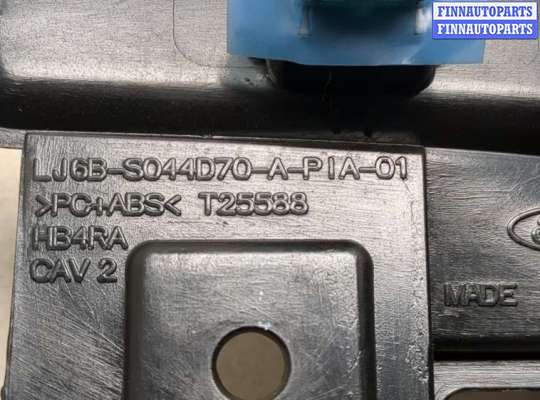 FINNAUTOPARTS
FINNAUTOPARTS
LJ6B-S044D70-A-PIA-01
>PC+ABS< T25588
HB4RA
CAV 2
MADE